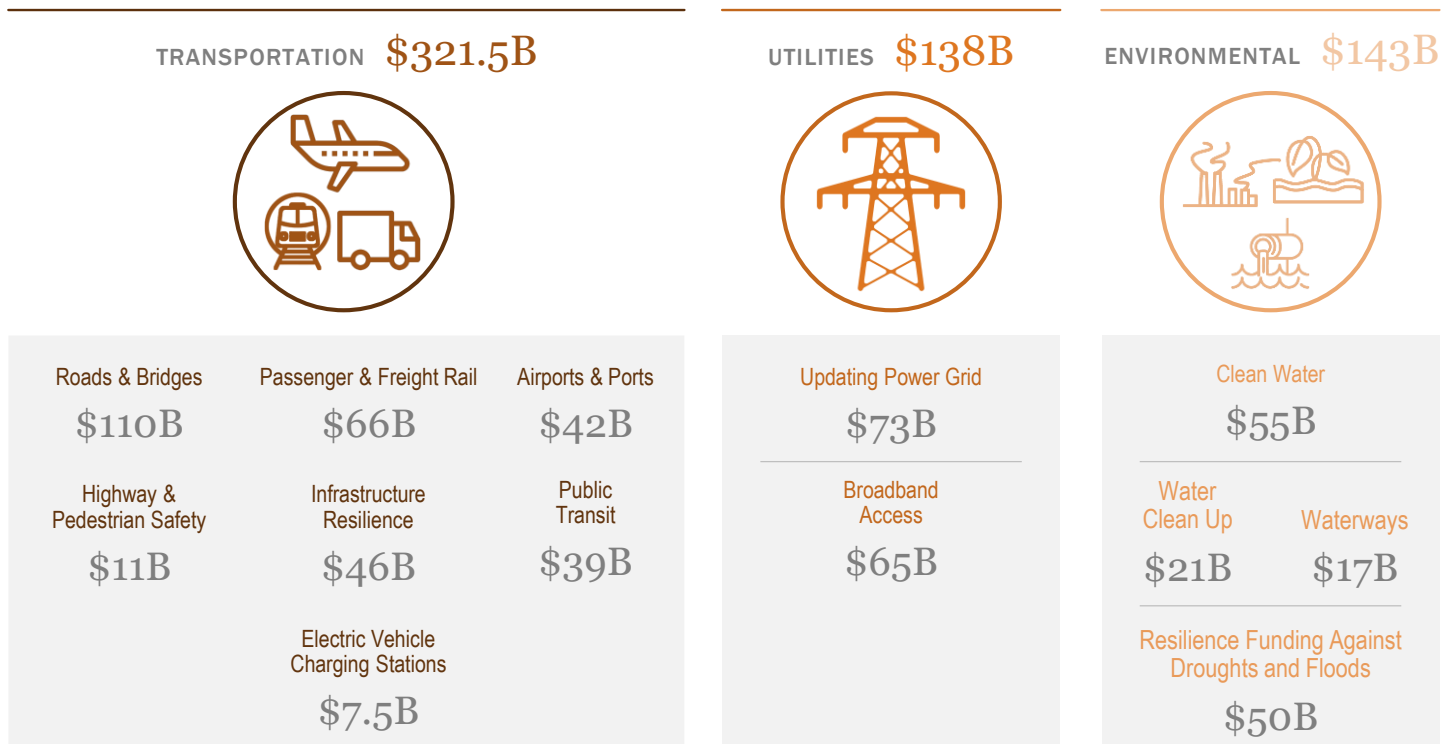 TRANSPORTATION $321.5B
Roads & Bridges
$110B
Passenger & Freight Rail
$66B
Airports & Ports
$42B
Highway &
Pedestrian Safety
$11B
Infrastructure
Resilience
$46B
Public
Transit
$39B
Electric Vehicle
Charging Stations
$7.5B
UTILITIES $138B
Updating Power Grid
$73B
Broadband
Access
$65B
ENVIRONMENTAL $143B
Clean Water
$55B
Water
Clean Up
$21B
Waterways
$17B
Resilience Funding Against
Droughts and Floods
$50B